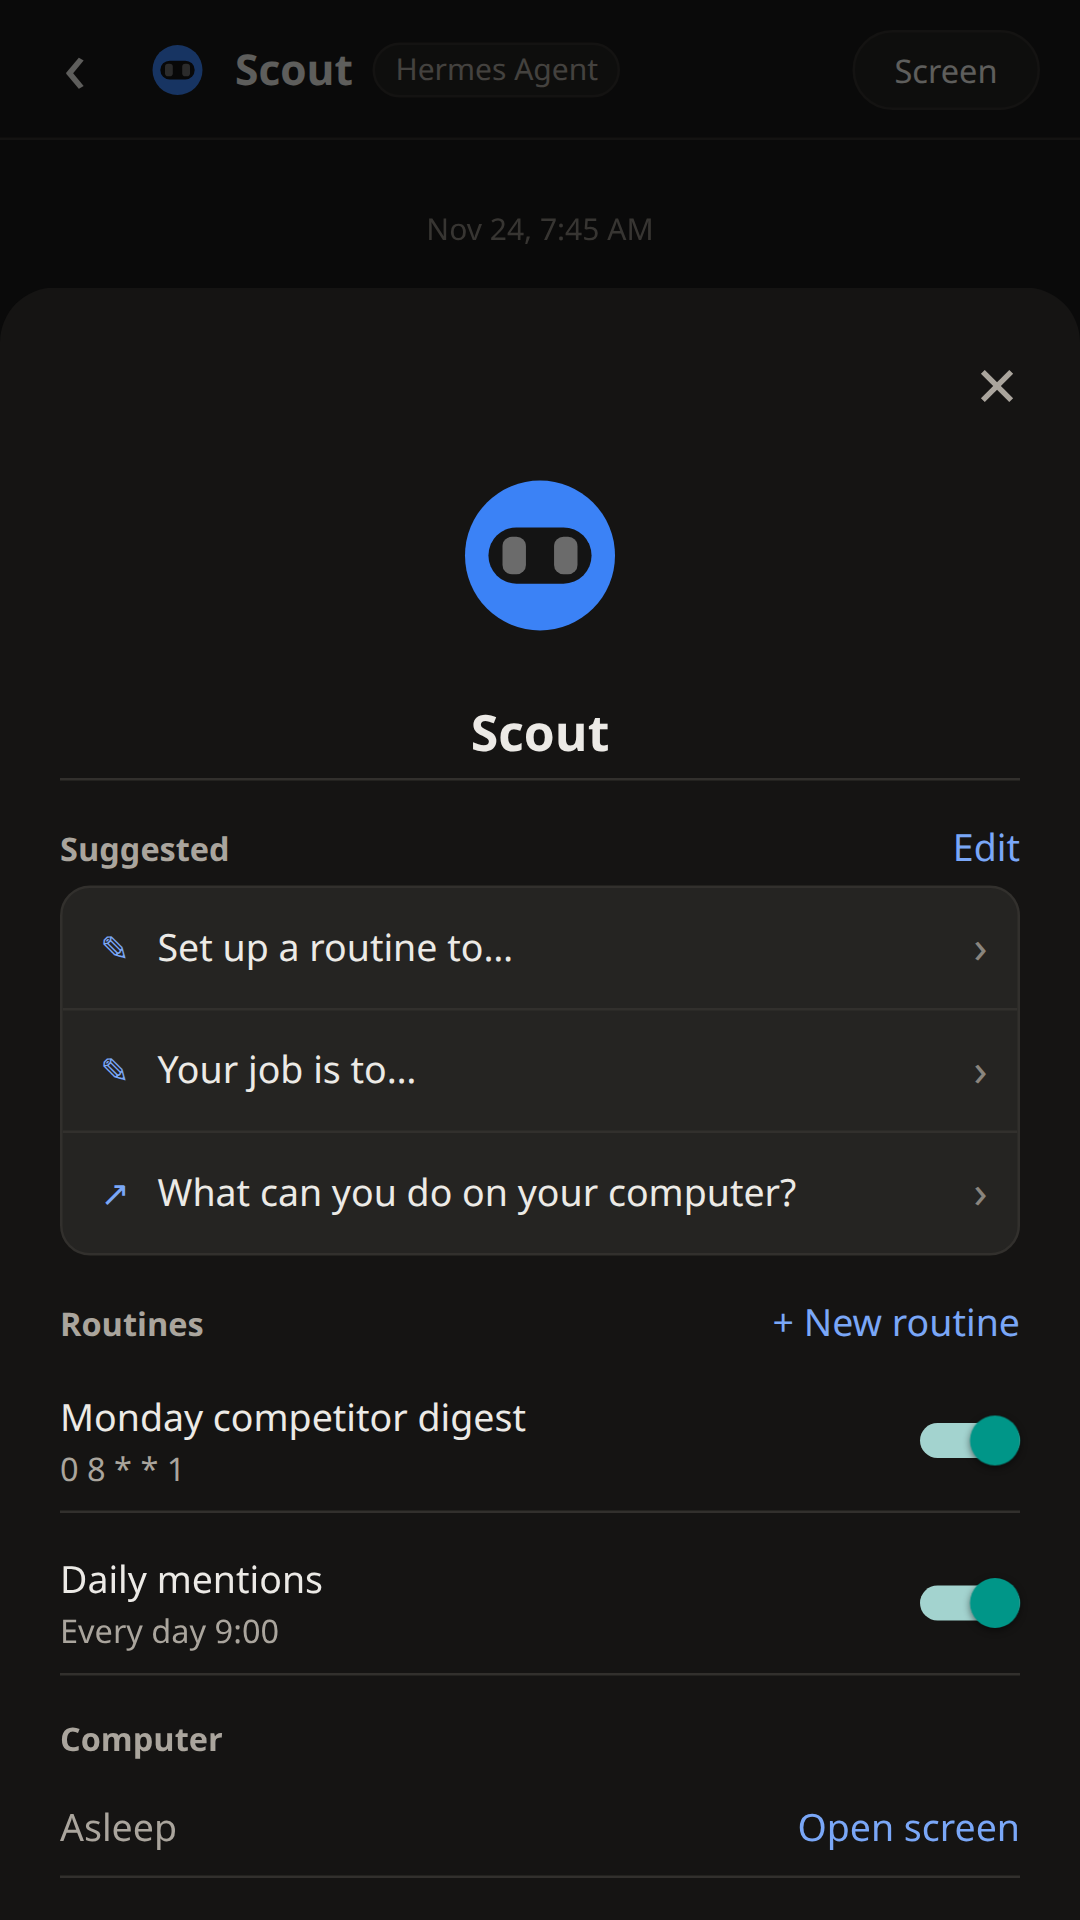 Scout
Hermes Agent
Screen
Nov 24, 7:45 AM
Scout
Suggested
Edit
Set up a routine to...
Your job is to...
What can you do on your computer?
Routines
+ New routine
Monday competitor digest
0 8 * * 1
Daily mentions
Every day 9:00
Computer
Asleep
Open screen